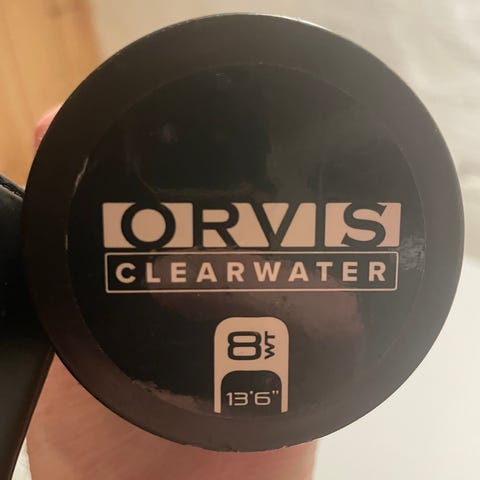 ORVIS
CLEARWATER
8WT
13'6"